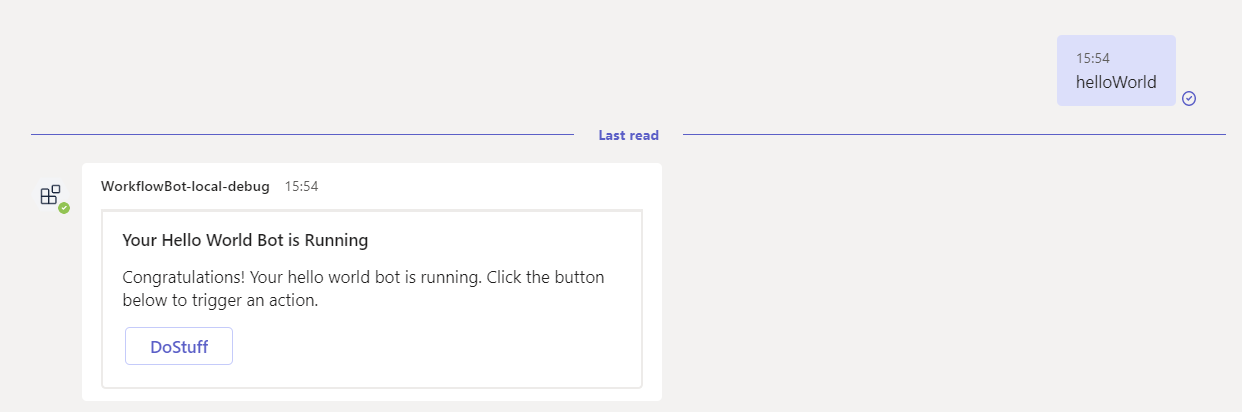 15:54
helloWorld
Last read
WorkflowBot-local-debug 15:54
Your Hello World Bot is Running
Congratulations! Your hello world bot is running. Click the button
below to trigger an action.
DoStuff